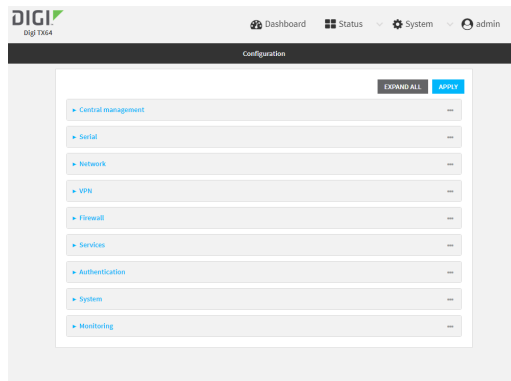 DIGI
Digi TX64
Dashboard Status System admin
Configuration
EXPAND ALL APPLY
Central management
Serial
Network
VPN
Firewall
Services
Authentication
System
Monitoring